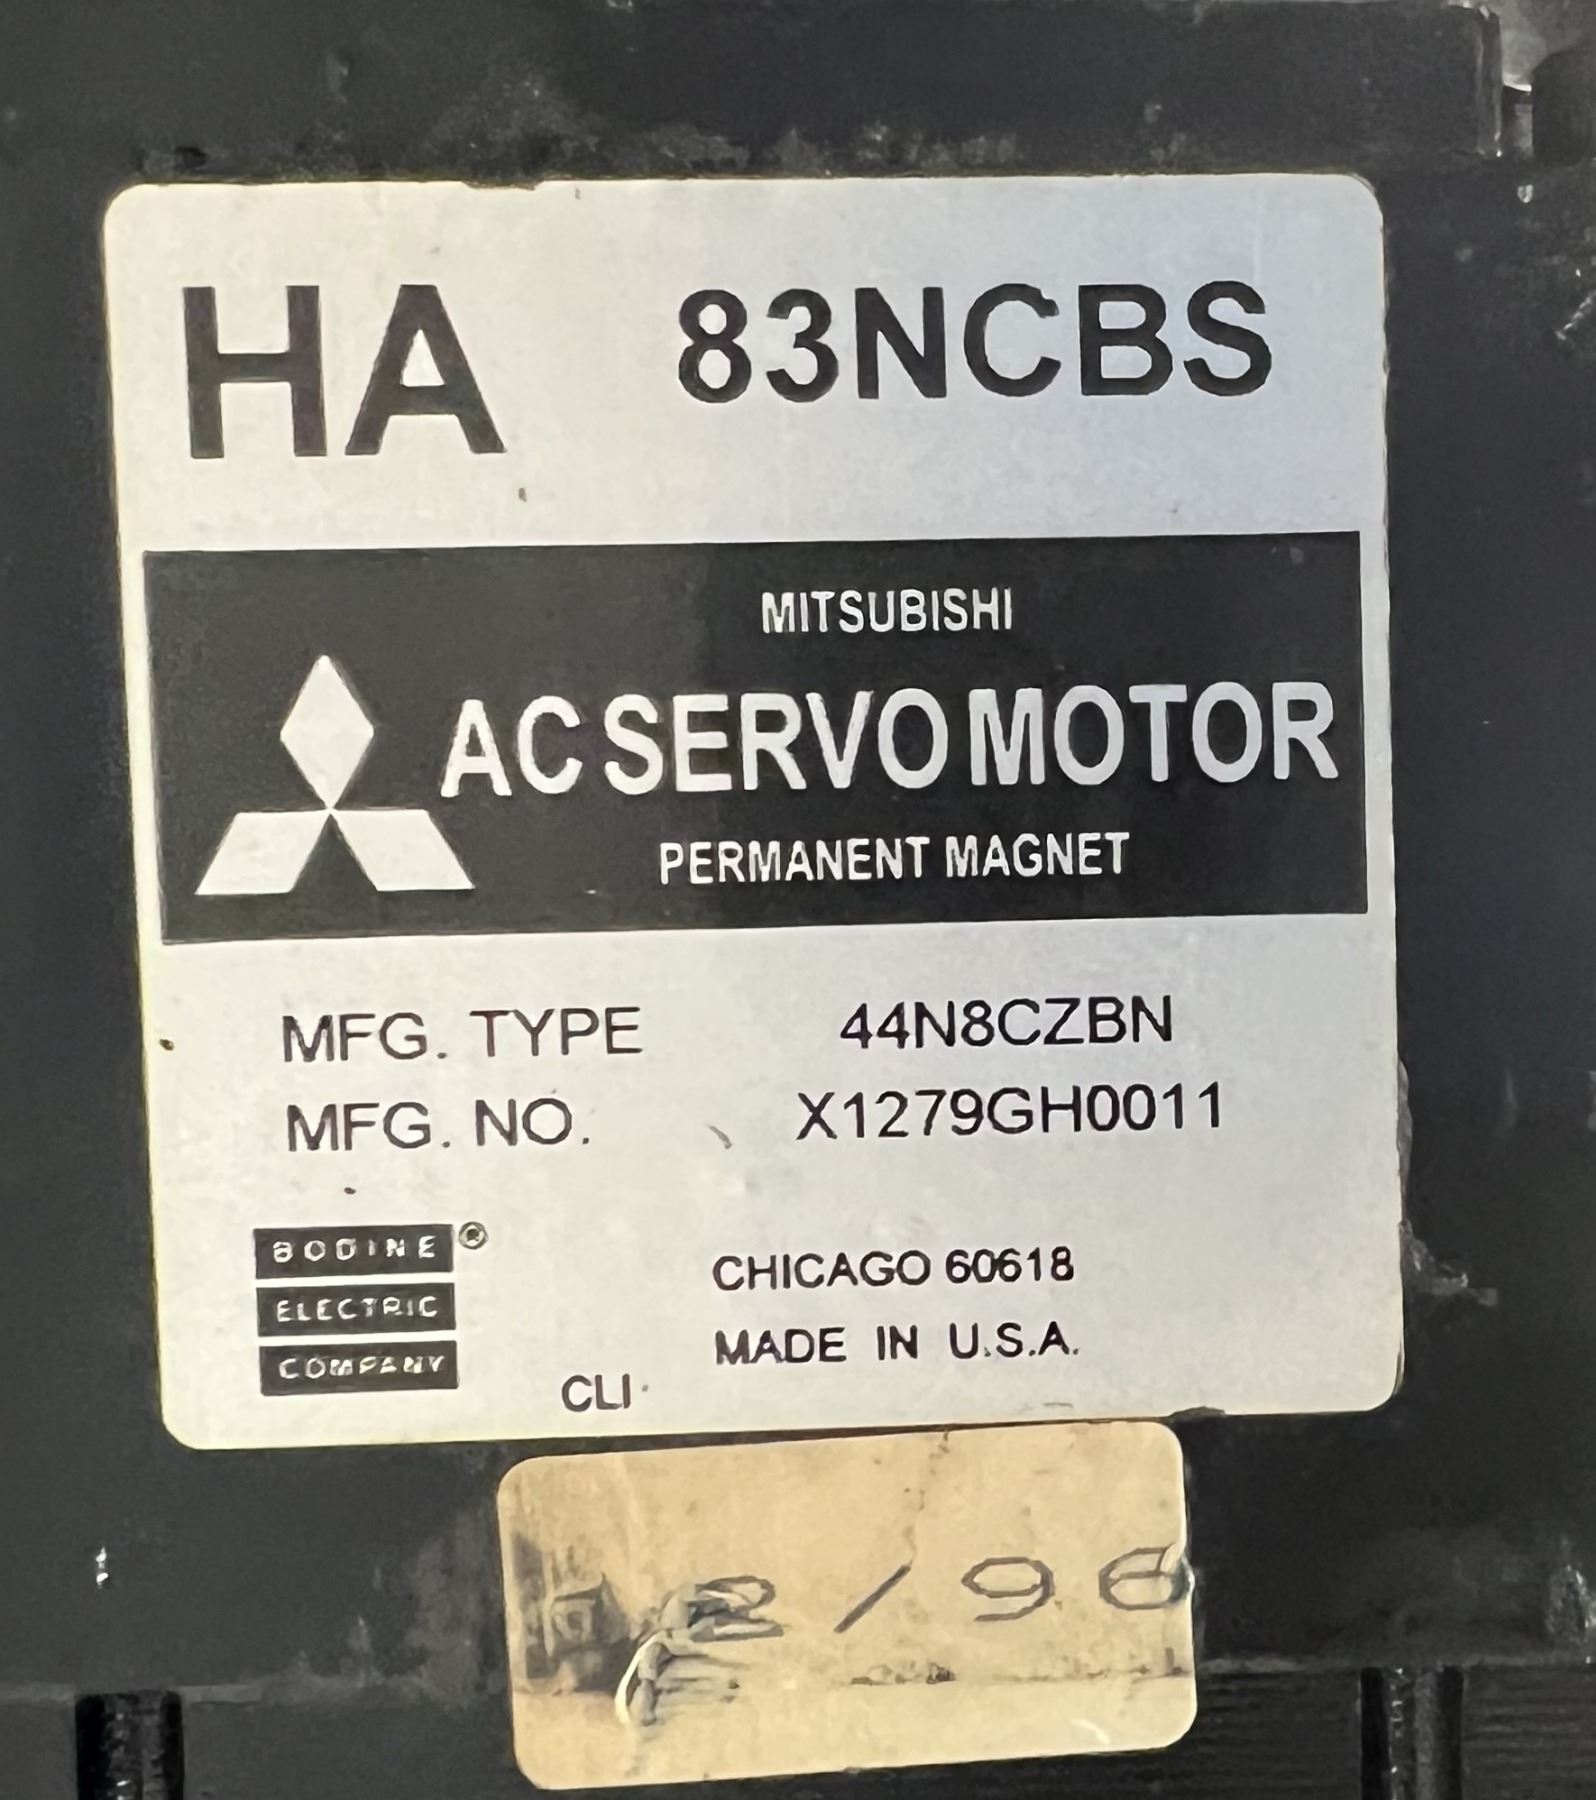 HA 83NCBS
MITSUBISHI
AC SERVO MOTOR
PERMANENT MAGNET
MFG. TYPE 44N8CZBN
MFG. NO. X1279GH0011
BODINE®
ELECTRIC
COMPANY
CHICAGO 60618
MADE IN U.S.A.
CLI
2/96